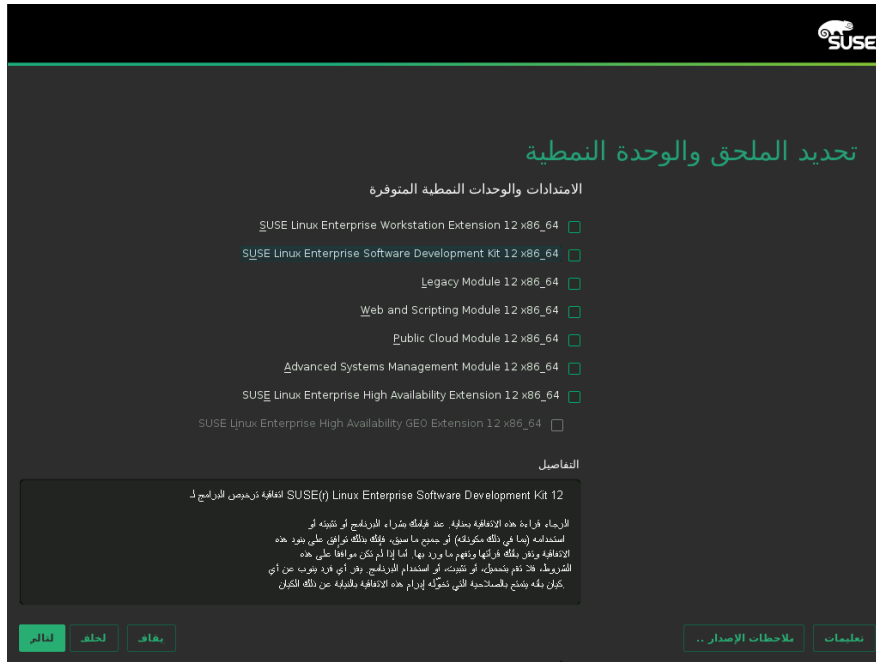 SUSE
تحديد الملحق والوحدة النمطية
الامتدادات والوحدات النمطية المتوفرة
SUSE Linux Enterprise Workstation Extension 12 x86_64
SUSE Linux Enterprise Software Development Kit 12 x86_64
Legacy Module 12 x86_64
Web and Scripting Module 12 x86_64
Public Cloud Module 12 x86_64
Advanced Systems Management Module 12 x86_64
SUSE Linux Enterprise High Availability Extension 12 x86_64
SUSE Linux Enterprise High Availability GEO Extension 12 x86_64
التفاصيل
SUSE(r) Linux Enterprise Software Development Kit 12 اتفاقية ترخيص البرامج لـ
الرجاء قراءة هذه الاتفاقية بعناية. عند قيامك بشراء البرنامج أو تثبيته أو
استخدامه (بما في ذلك مكوناته) أو جميع ما سبق، فإنك بذلك توافق على بنود هذه
الاتفاقية وتقر بأنك قرأتها وتفهم ما ورد بها. أما إذا لم تكن موافقًا على هذه
الشروط، فلا تقم بتحميل، أو تثبيت، أو استخدام البرنامج. يقر أي فرد ينوب عن أي
كيان بأنه يتمتع بالصلاحية التي تخوّله إبرام هذه الاتفاقية بالنيابة عن ذلك الكيان.
تعليمات
ملاحظات الإصدار ..
يقاف
لخلف
لتالي